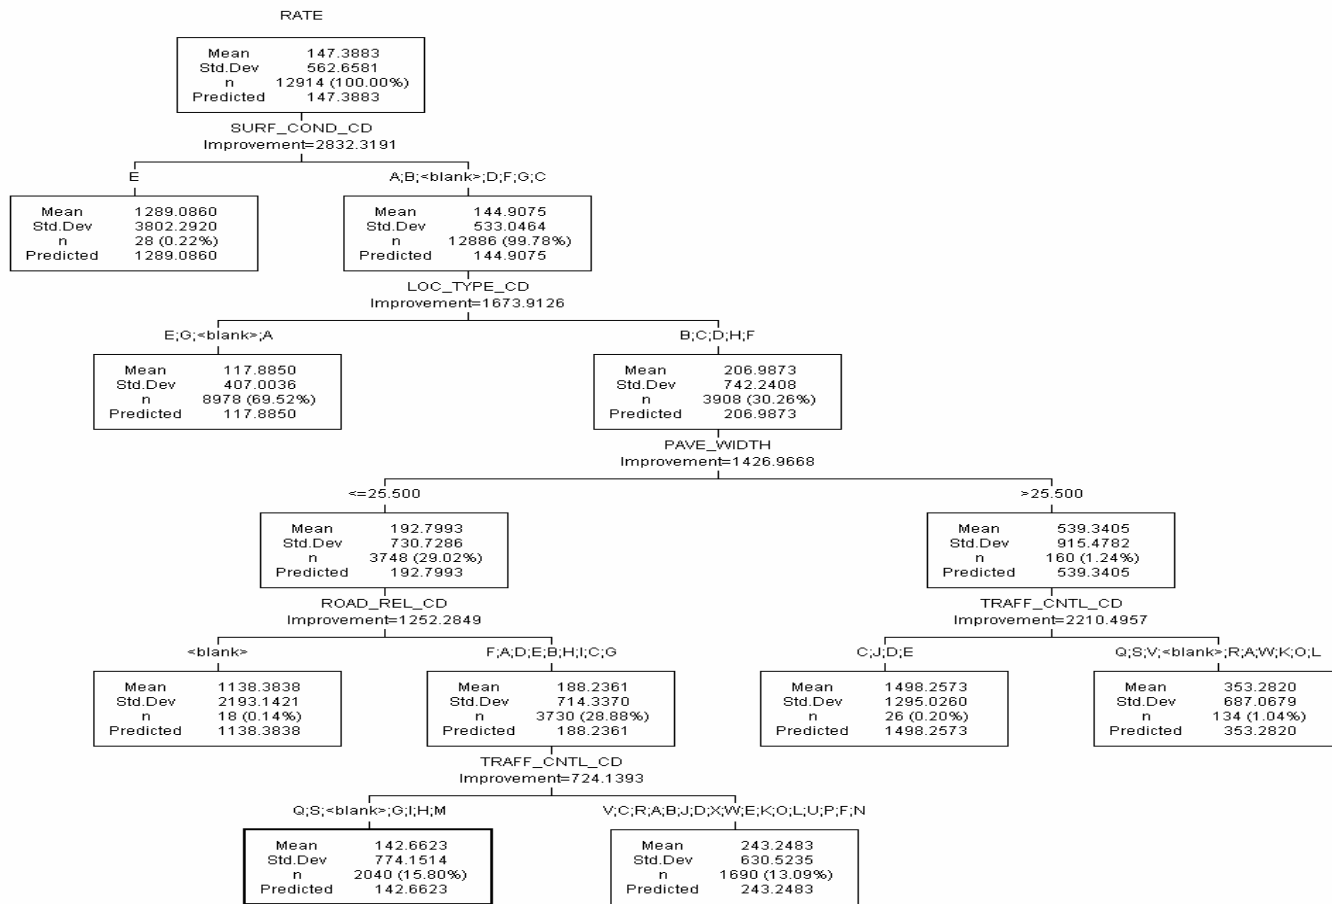 RATE
Mean 147.3883
Std.Dev 562.6581
n 12914 (100.00%)
Predicted 147.3883
SURF_COND_CD
Improvement=2832.3191
E
A;B;<blank>;D;F;G;C
Mean 1289.0860
Std.Dev 3802.2920
n 28 (0.22%)
Predicted 1289.0860
Mean 144.9075
Std.Dev 533.0464
n 12886 (99.78%)
Predicted 144.9075
LOC_TYPE_CD
Improvement=1673.9126
E;G;<blank>;A
B;C;D;H;F
Mean 117.8850
Std.Dev 407.0036
n 8978 (69.52%)
Predicted 117.8850
Mean 206.9873
Std.Dev 742.2408
n 3908 (30.26%)
Predicted 206.9873
PAVE_WIDTH
Improvement=1426.9668
<=25.500
>25.500
Mean 192.7993
Std.Dev 730.7286
n 3748 (29.02%)
Predicted 192.7993
Mean 539.3405
Std.Dev 915.4782
n 160 (1.24%)
Predicted 539.3405
ROAD_REL_CD
Improvement=1252.2849
TRAFF_CNTL_CD
Improvement=2210.4957
<blank>
F;A;D;E;B;H;I;C;G
C;J;D;E
Q;S;V;<blank>;R;A;W;K;O;L
Mean 1138.3838
Std.Dev 2193.1421
n 18 (0.14%)
Predicted 1138.3838
Mean 188.2361
Std.Dev 714.3370
n 3730 (28.88%)
Predicted 188.2361
Mean 1498.2573
Std.Dev 1295.0260
n 26 (0.20%)
Predicted 1498.2573
Mean 353.2820
Std.Dev 687.0679
n 134 (1.04%)
Predicted 353.2820
TRAFF_CNTL_CD
Improvement=724.1393
Q;S;<blank>;G;I;H;M
V;C;R;A;B;J;D;X;W;E;K;O;L;U;P;F;N
Mean 142.6623
Std.Dev 774.1514
n 2040 (15.80%)
Predicted 142.6623
Mean 243.2483
Std.Dev 630.5235
n 1690 (13.09%)
Predicted 243.2483